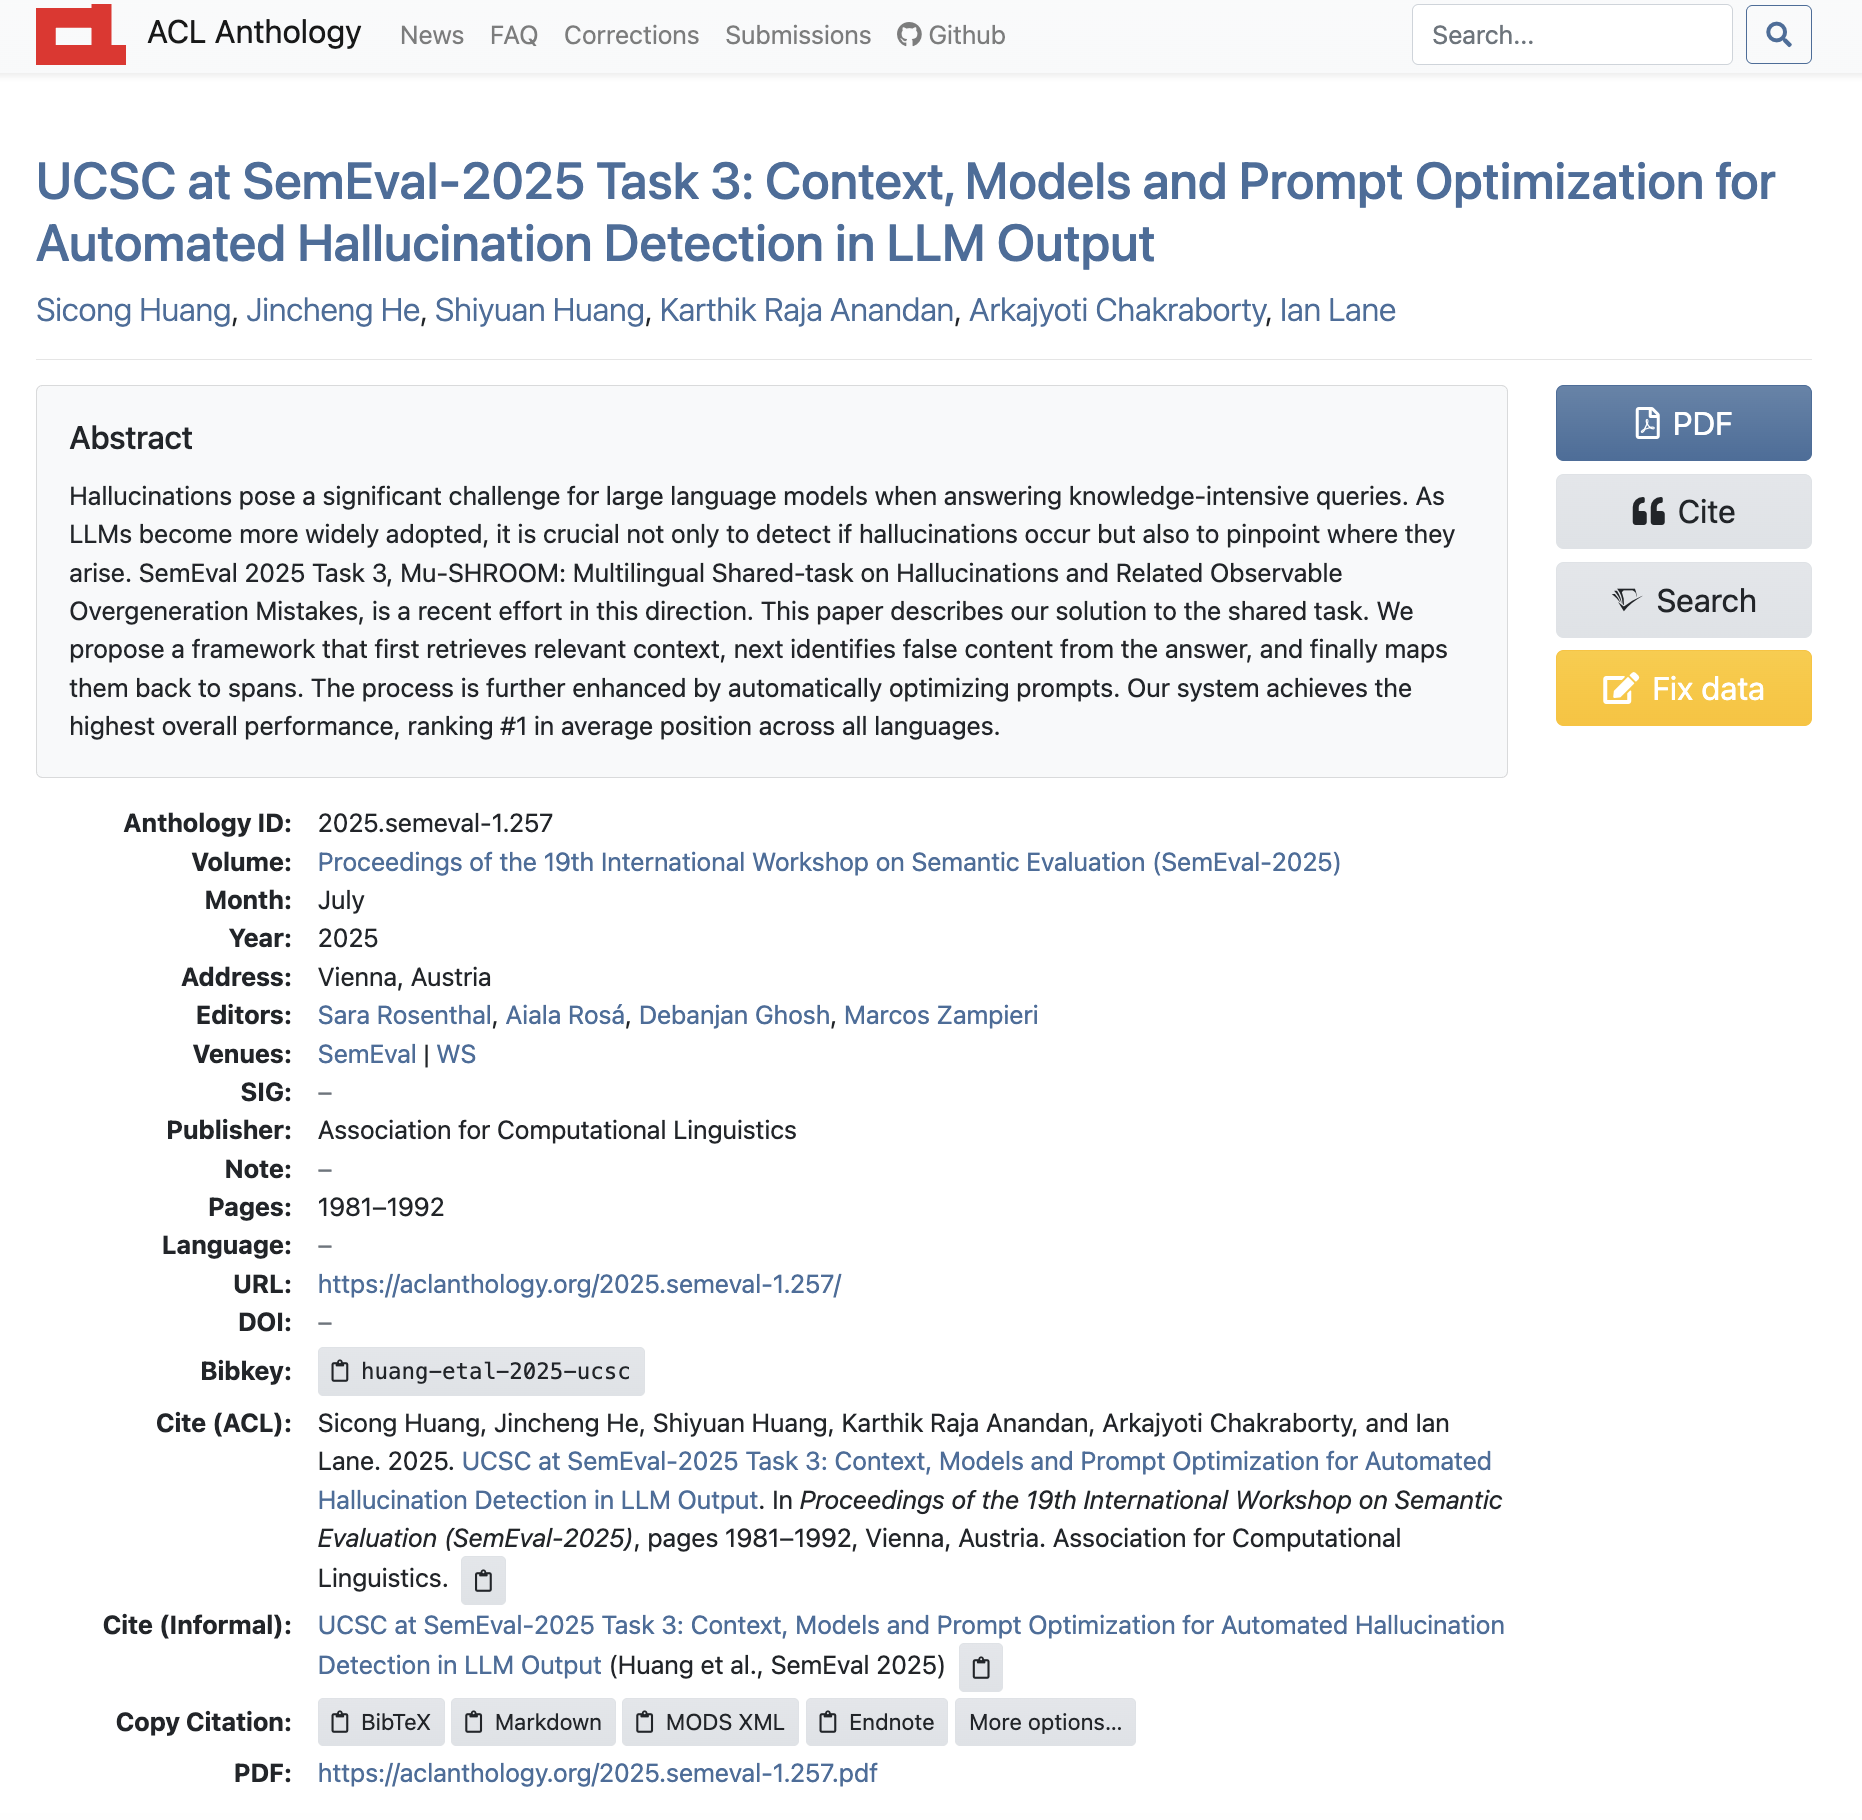 ACL Anthology News FAQ Corrections Submissions Github Search...
UCSC at SemEval-2025 Task 3: Context, Models and Prompt Optimization for
Automated Hallucination Detection in LLM Output
Sicong Huang, Jincheng He, Shiyuan Huang, Karthik Raja Anandan, Arkajyoti Chakraborty, Ian Lane
Abstract
Hallucinations pose a significant challenge for large language models when answering knowledge-intensive queries. As
LLMs become more widely adopted, it is crucial not only to detect if hallucinations occur but also to pinpoint where they
arise. SemEval 2025 Task 3, Mu-SHROOM: Multilingual Shared-task on Hallucinations and Related Observable
Overgeneration Mistakes, is a recent effort in this direction. This paper describes our solution to the shared task. We
propose a framework that first retrieves relevant context, next identifies false content from the answer, and finally maps
them back to spans. The process is further enhanced by automatically optimizing prompts. Our system achieves the
highest overall performance, ranking #1 in average position across all languages.
PDF
Cite
Search
Fix data
Anthology ID: 2025.semeval-1.257
Volume: Proceedings of the 19th International Workshop on Semantic Evaluation (SemEval-2025)
Month: July
Year: 2025
Address: Vienna, Austria
Editors: Sara Rosenthal, Aiala Rosá, Debanjan Ghosh, Marcos Zampieri
Venues: SemEval | WS
SIG: –
Publisher: Association for Computational Linguistics
Note: –
Pages: 1981–1992
Language: –
URL: https://aclanthology.org/2025.semeval-1.257/
DOI: –
Bibkey: huang-etal-2025-ucsc
Cite (ACL): Sicong Huang, Jincheng He, Shiyuan Huang, Karthik Raja Anandan, Arkajyoti Chakraborty, and Ian
Lane. 2025. UCSC at SemEval-2025 Task 3: Context, Models and Prompt Optimization for Automated
Hallucination Detection in LLM Output. In Proceedings of the 19th International Workshop on Semantic
Evaluation (SemEval-2025), pages 1981–1992, Vienna, Austria. Association for Computational
Linguistics.
Cite (Informal): UCSC at SemEval-2025 Task 3: Context, Models and Prompt Optimization for Automated Hallucination
Detection in LLM Output (Huang et al., SemEval 2025)
Copy Citation: BibTeX Markdown MODS XML Endnote More options...
PDF: https://aclanthology.org/2025.semeval-1.257.pdf